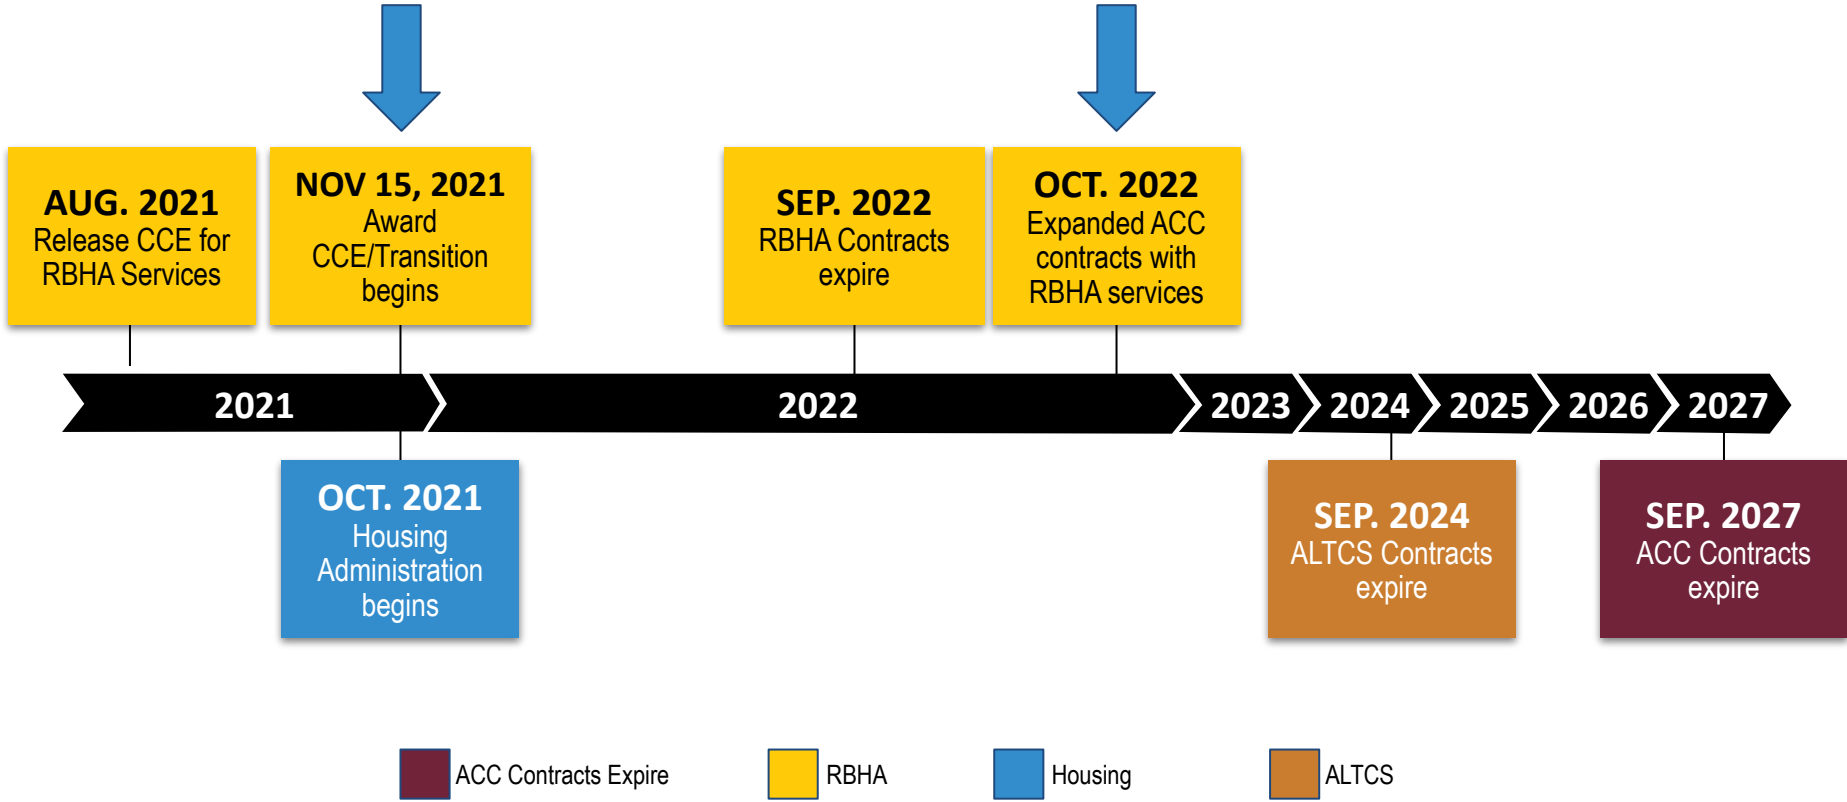 AUG. 2021
Release CCE for
RBHA Services
NOV 15, 2021
Award
CCE/Transition
begins
SEP. 2022
RBHA Contracts
expire
OCT. 2022
Expanded ACC
contracts with
RBHA services
2021
2022
2023
2024
2025
2026
2027
OCT. 2021
Housing
Administration
begins
SEP. 2024
ALTCS Contracts
expire
SEP. 2027
ACC Contracts
expire
ACC Contracts Expire
RBHA
Housing
ALTCS